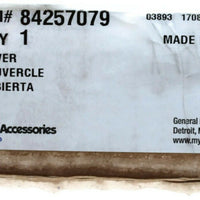 # 84257079 03893 1708
Y 1 MADE
VER
UVERCLE
BIERTA
Accessories
General
Detroit, M
www.my